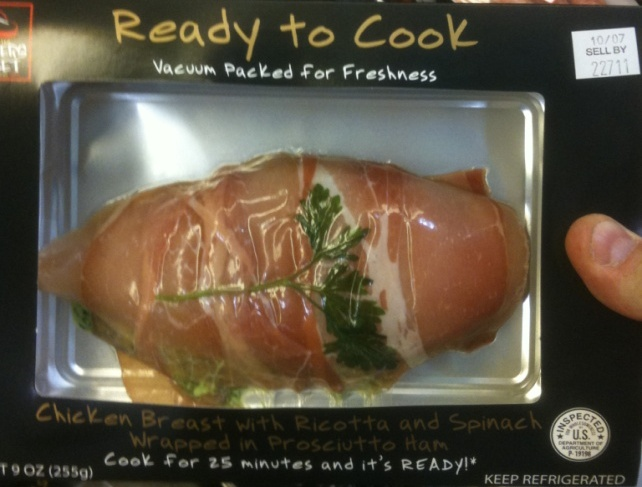 Ready to Cook
Vacuum Packed for Freshness
10/07
SELL BY
22711
Chicken Breast with Ricotta and Spinach
Wrapped in Prosciutto Ham
Cook for 25 minutes and it's READY!*
T 9 OZ (255g)
INSPECTED
U.S.
DEPARTMENT OF
AGRICULTURE
KEEP REFRIGERATED